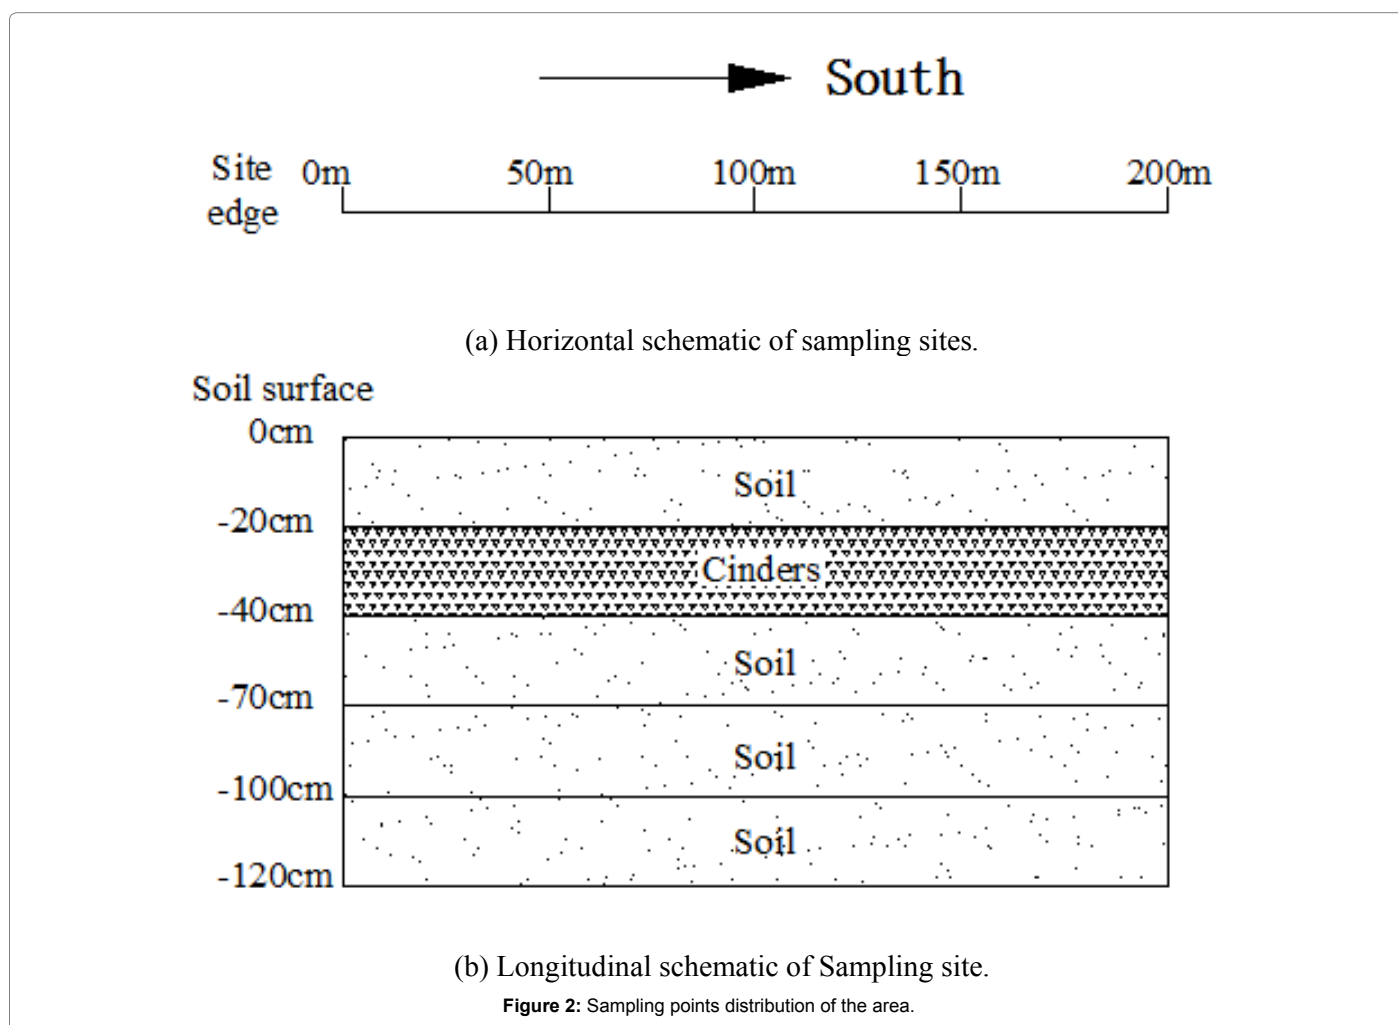 South
Site edge
0m 50m 100m 150m 200m
(a) Horizontal schematic of sampling sites.
Soil surface
0cm
Soil
-20cm
Cinders
-40cm
Soil
-70cm
Soil
-100cm
Soil
-120cm
(b) Longitudinal schematic of Sampling site.
Figure 2: Sampling points distribution of the area.